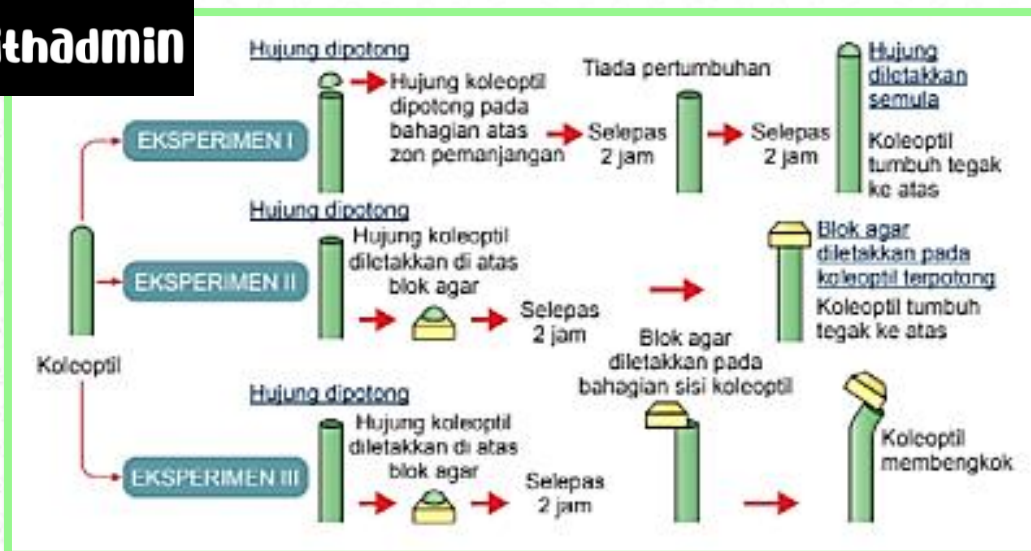 ithadmin
Hujung dipotong
Hujung koleoptil
dipotong pada
bahagian atas
zon pemanjangan
EKSPERIMEN I
Selepas
2 jam
Tiada pertumbuhan
Selepas
2 jam
Hujung
diletakkan
semula
Koleoptil
tumbuh tegak
ke atas
Hujung dipotong
Hujung koleoptil
diletakkan di atas
blok agar
EKSPERIMEN II
Selepas
2 jam
Blok agar
diletakkan pada
koleoptil terpotong
Koleoptil tumbuh
tegak ke atas
Koleoptil
Hujung dipotong
Hujung koleoptil
diletakkan di atas
blok agar
EKSPERIMEN III
Selepas
2 jam
Blok agar
diletakkan pada
bahagian sisi koleoptil
Koleoptil
membengkok